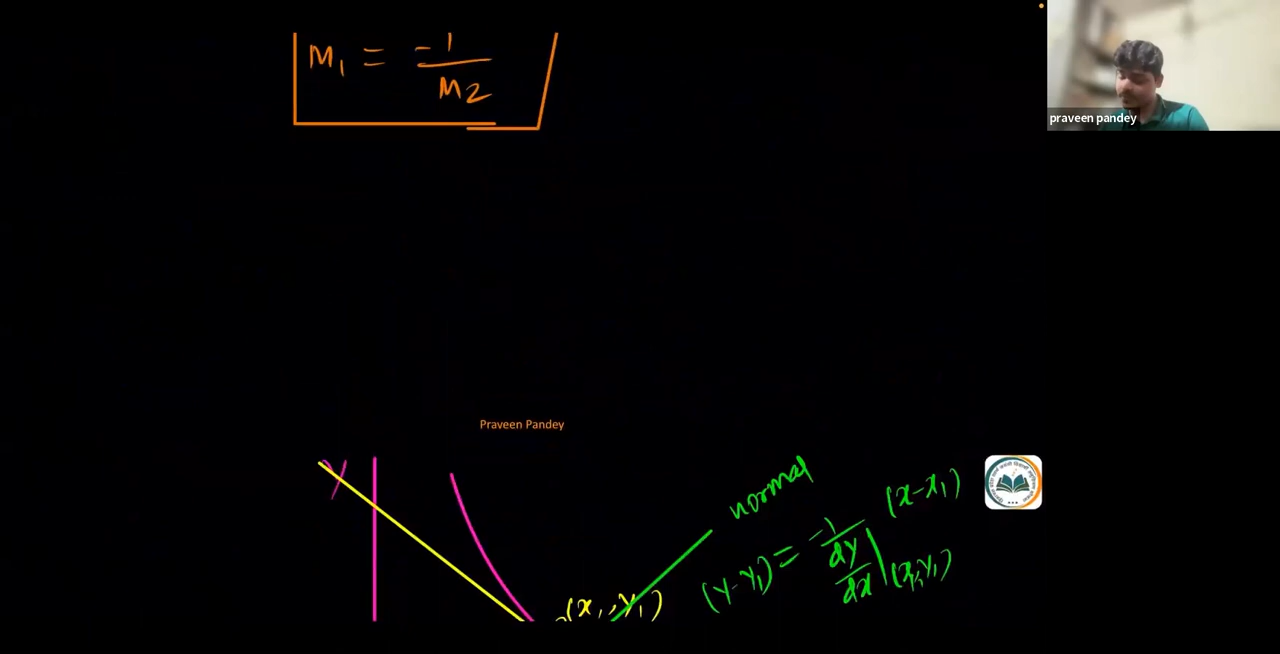 M₁ = -1/M₂
praveen pandey
Praveen Pandey
y
normal
(y-y₁) = -1/(dy/dx)|(x₁,y₁) (x-x₁)
(x₁,y₁)